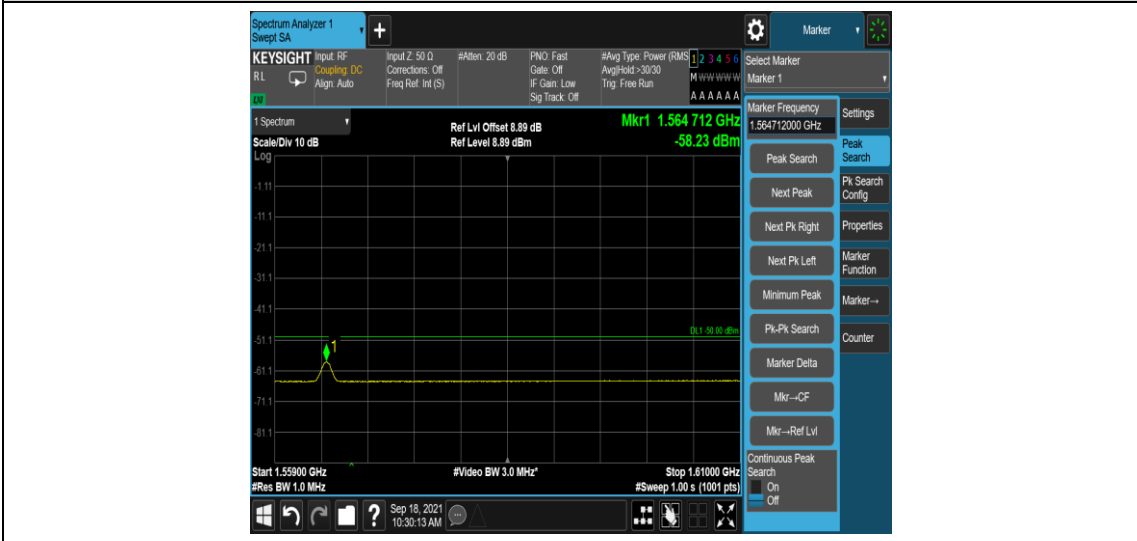 Spectrum Analyzer 1
Swept SA
+
Marker
KEYSIGHT
RL
LXI
Input: RF
Coupling: DC
Align: Auto
Input Z: 50 Ω
Corrections: Off
Freq Ref: Int (S)
#Atten: 20 dB
PNO: Fast
Gate: Off
IF Gain: Low
Sig Track: Off
#Avg Type: Power (RMS
Avg|Hold:>30/30
Trig: Free Run
1 2 3 4 5 6
M W W W W W
A A A A A A
Select Marker
Marker 1
1 Spectrum
Scale/Div 10 dB
Ref Lvl Offset 8.89 dB
Ref Level 8.89 dBm
Mkr1 1.564 712 GHz
-58.23 dBm
Log
-1.11
-11.1
-21.1
-31.1
-41.1
-51.1
-61.1
-71.1
-81.1
DL1 -50.00 dBm
1
Start 1.55900 GHz
#Res BW 1.0 MHz
#Video BW 3.0 MHz*
Stop 1.61000 GHz
#Sweep 1.00 s (1001 pts)
Marker Frequency
1.564712000 GHz
Peak Search
Next Peak
Next Pk Right
Next Pk Left
Minimum Peak
Pk-Pk Search
Marker Delta
Mkr→CF
Mkr→Ref Lvl
Continuous Peak
Search
On
Off
Settings
Peak
Search
Pk Search
Config
Properties
Marker
Function
Marker→
Counter
?
Sep 18, 2021
10:30:13 AM